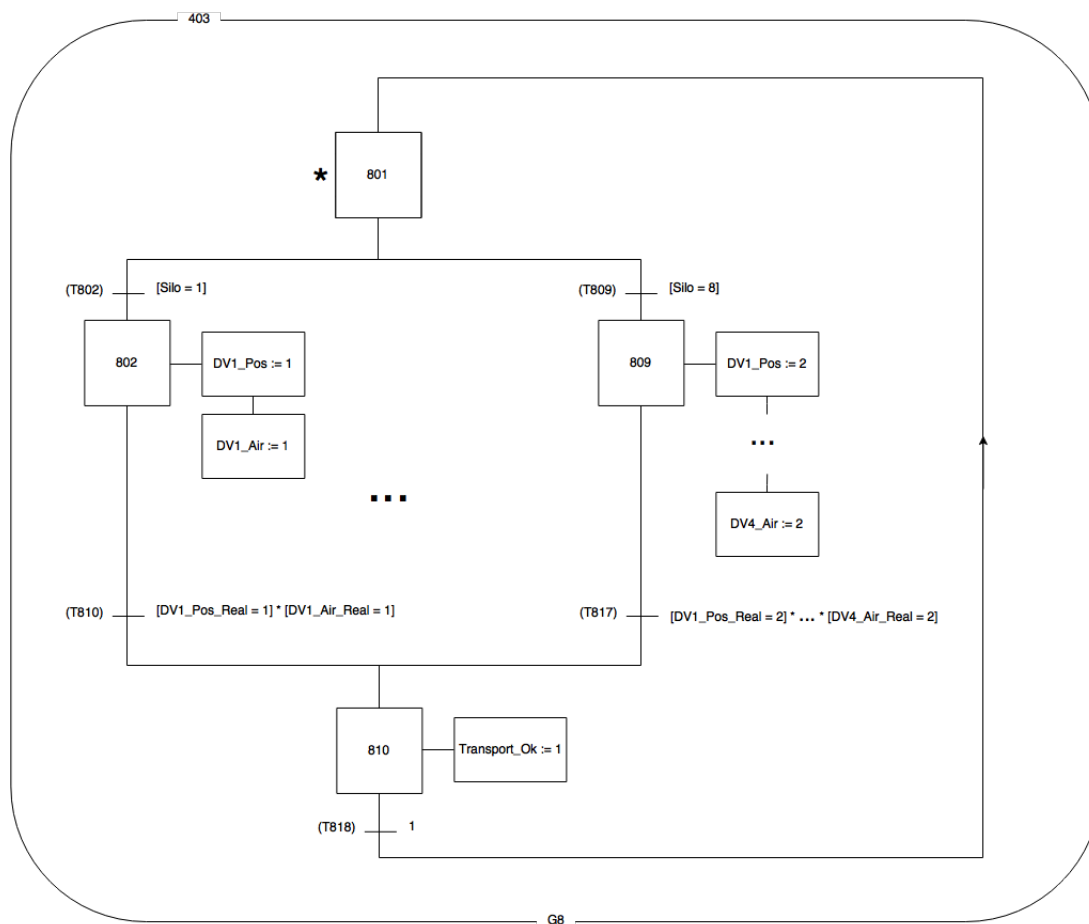 403
* 801
(T802) [Silo = 1]
(T809) [Silo = 8]
802
DV1_Pos := 1
DV1_Air := 1
...
809
DV1_Pos := 2
...
DV4_Air := 2
(T810) [DV1_Pos_Real = 1] * [DV1_Air_Real = 1]
(T817) [DV1_Pos_Real = 2] * ... * [DV4_Air_Real = 2]
810
Transport_Ok := 1
(T818) 1
G8